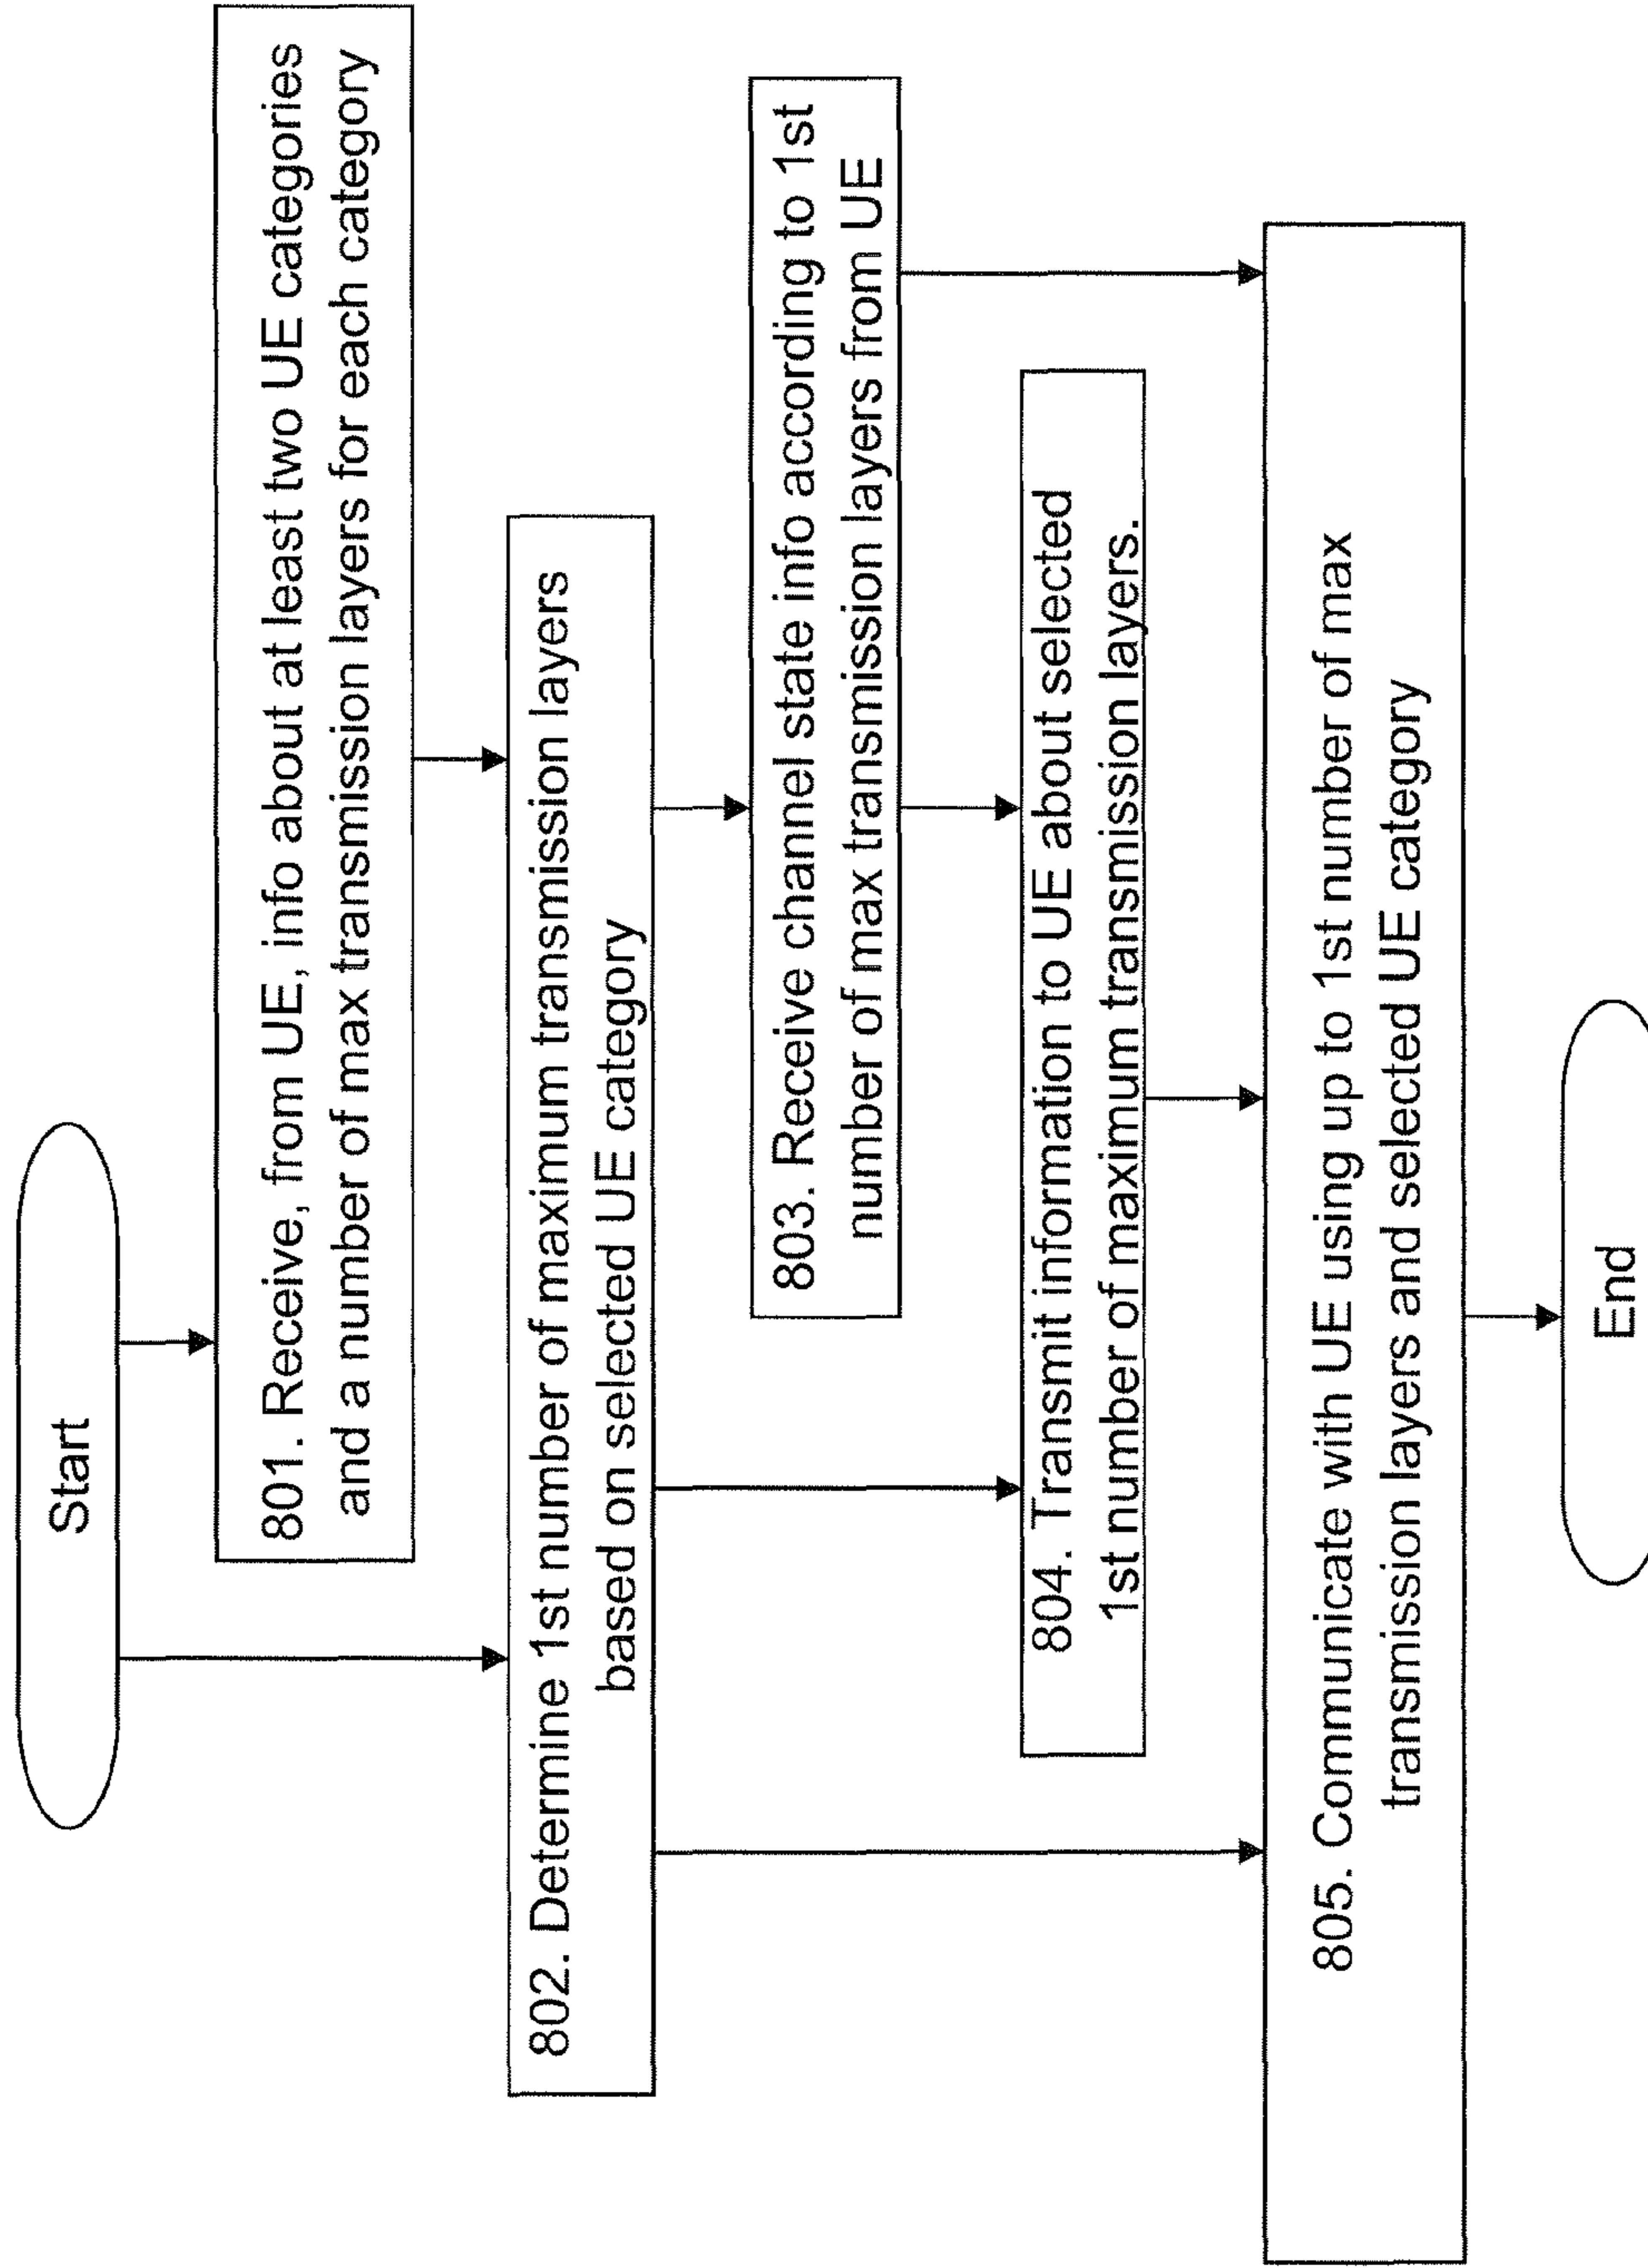 Start
801. Receive, from UE, info about at least two UE categories
and a number of max transmission layers for each category
802. Determine 1st number of maximum transmission layers
based on selected UE category
803. Receive channel state info according to 1st
number of max transmission layers from UE
804. Transmit information to UE about selected
1st number of maximum transmission layers.
805. Communicate with UE using up to 1st number of max
transmission layers and selected UE category
End